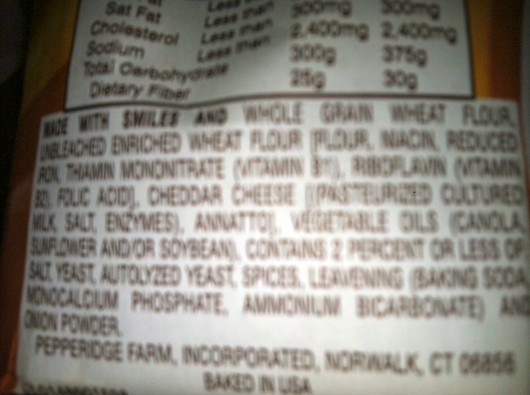 Sat Fat Less than
Cholesterol Less than 300mg 300mg
Sodium Less than 2,400mg 2,400mg
Total Carbohydrate 300g 375g
Dietary Fiber 25g 30g
MADE WITH SMILES AND WHOLE GRAIN WHEAT FLOUR,
UNBLEACHED ENRICHED WHEAT FLOUR [FLOUR, NIACIN, REDUCED
IRON, THIAMIN MONONITRATE (VITAMIN B1), RIBOFLAVIN (VITAMIN
B2), FOLIC ACID], CHEDDAR CHEESE [(PASTEURIZED CULTURED
MILK, SALT, ENZYMES), ANNATTO], VEGETABLE OILS (CANOLA,
SUNFLOWER AND/OR SOYBEAN), CONTAINS 2 PERCENT OR LESS OF
SALT, YEAST, AUTOLYZED YEAST, SPICES, LEAVENING (BAKING SODA
MONOCALCIUM PHOSPHATE, AMMONIUM BICARBONATE) AND
ONION POWDER.
PEPPERIDGE FARM, INCORPORATED, NORWALK, CT 06856
BAKED IN USA